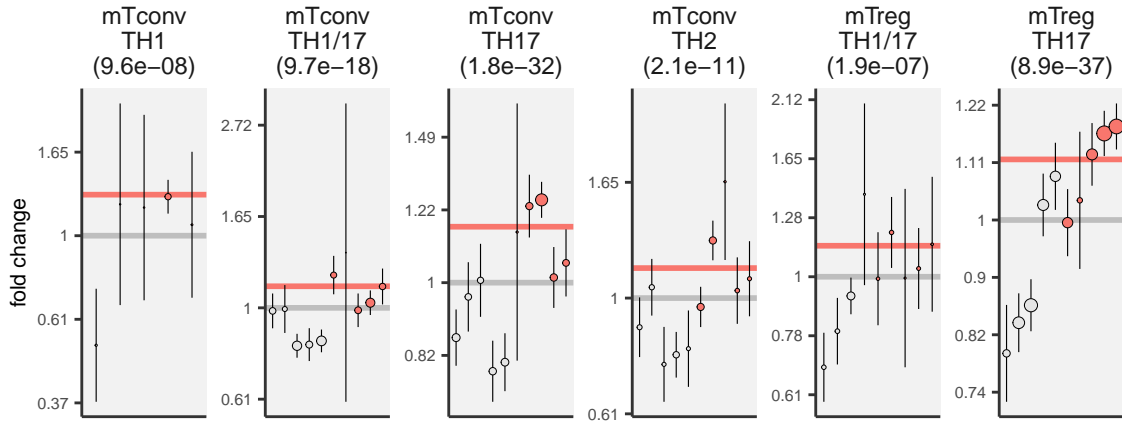 mTconv
TH1
(9.6e−08)
mTconv
TH1/17
(9.7e−18)
mTconv
TH17
(1.8e−32)
mTconv
TH2
(2.1e−11)
mTreg
TH1/17
(1.9e−07)
mTreg
TH17
(8.9e−37)
fold change
1.65
1
0.61
0.37
2.72
1.65
1
0.61
1.49
1.22
1
0.82
1.65
1
0.61
2.12
1.65
1.28
1
0.78
0.61
1.22
1.11
1
0.9
0.82
0.74